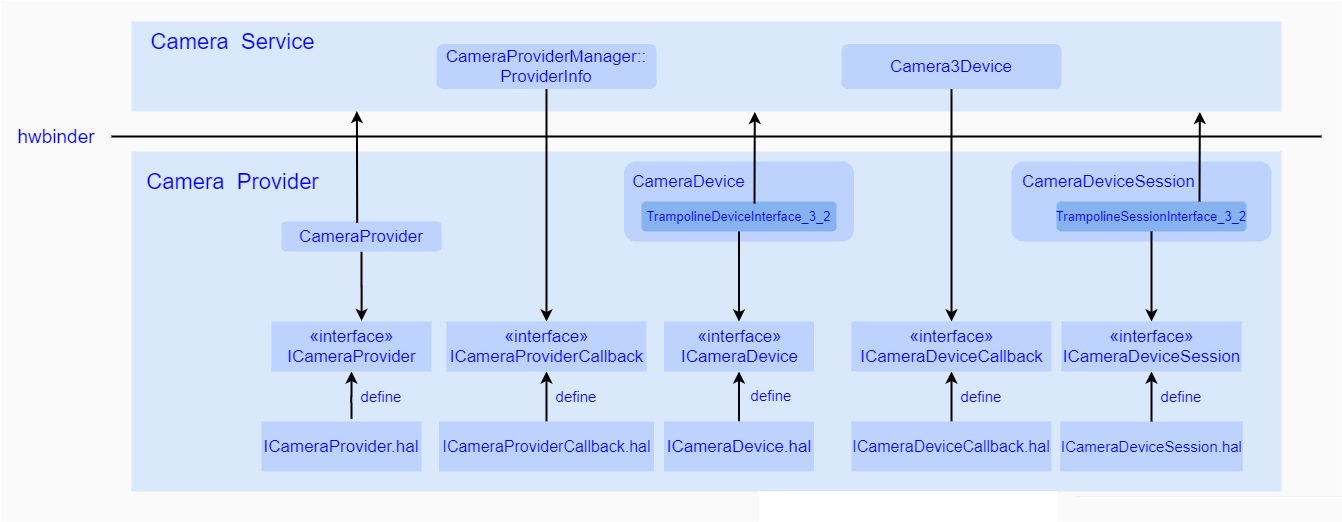 Camera Service
CameraProviderManager::
ProviderInfo
Camera3Device
hwbinder
Camera Provider
CameraProvider
CameraDevice
TrampolineDeviceInterface_3_2
CameraDeviceSession
TrampolineSessionInterface_3_2
«interface»
ICameraProvider
«interface»
ICameraProviderCallback
«interface»
ICameraDevice
«interface»
ICameraDeviceCallback
«interface»
ICameraDeviceSession
define
define
define
define
define
ICameraProvider.hal
ICameraProviderCallback.hal
ICameraDevice.hal
ICameraDeviceCallback.hal
ICameraDeviceSession.hal